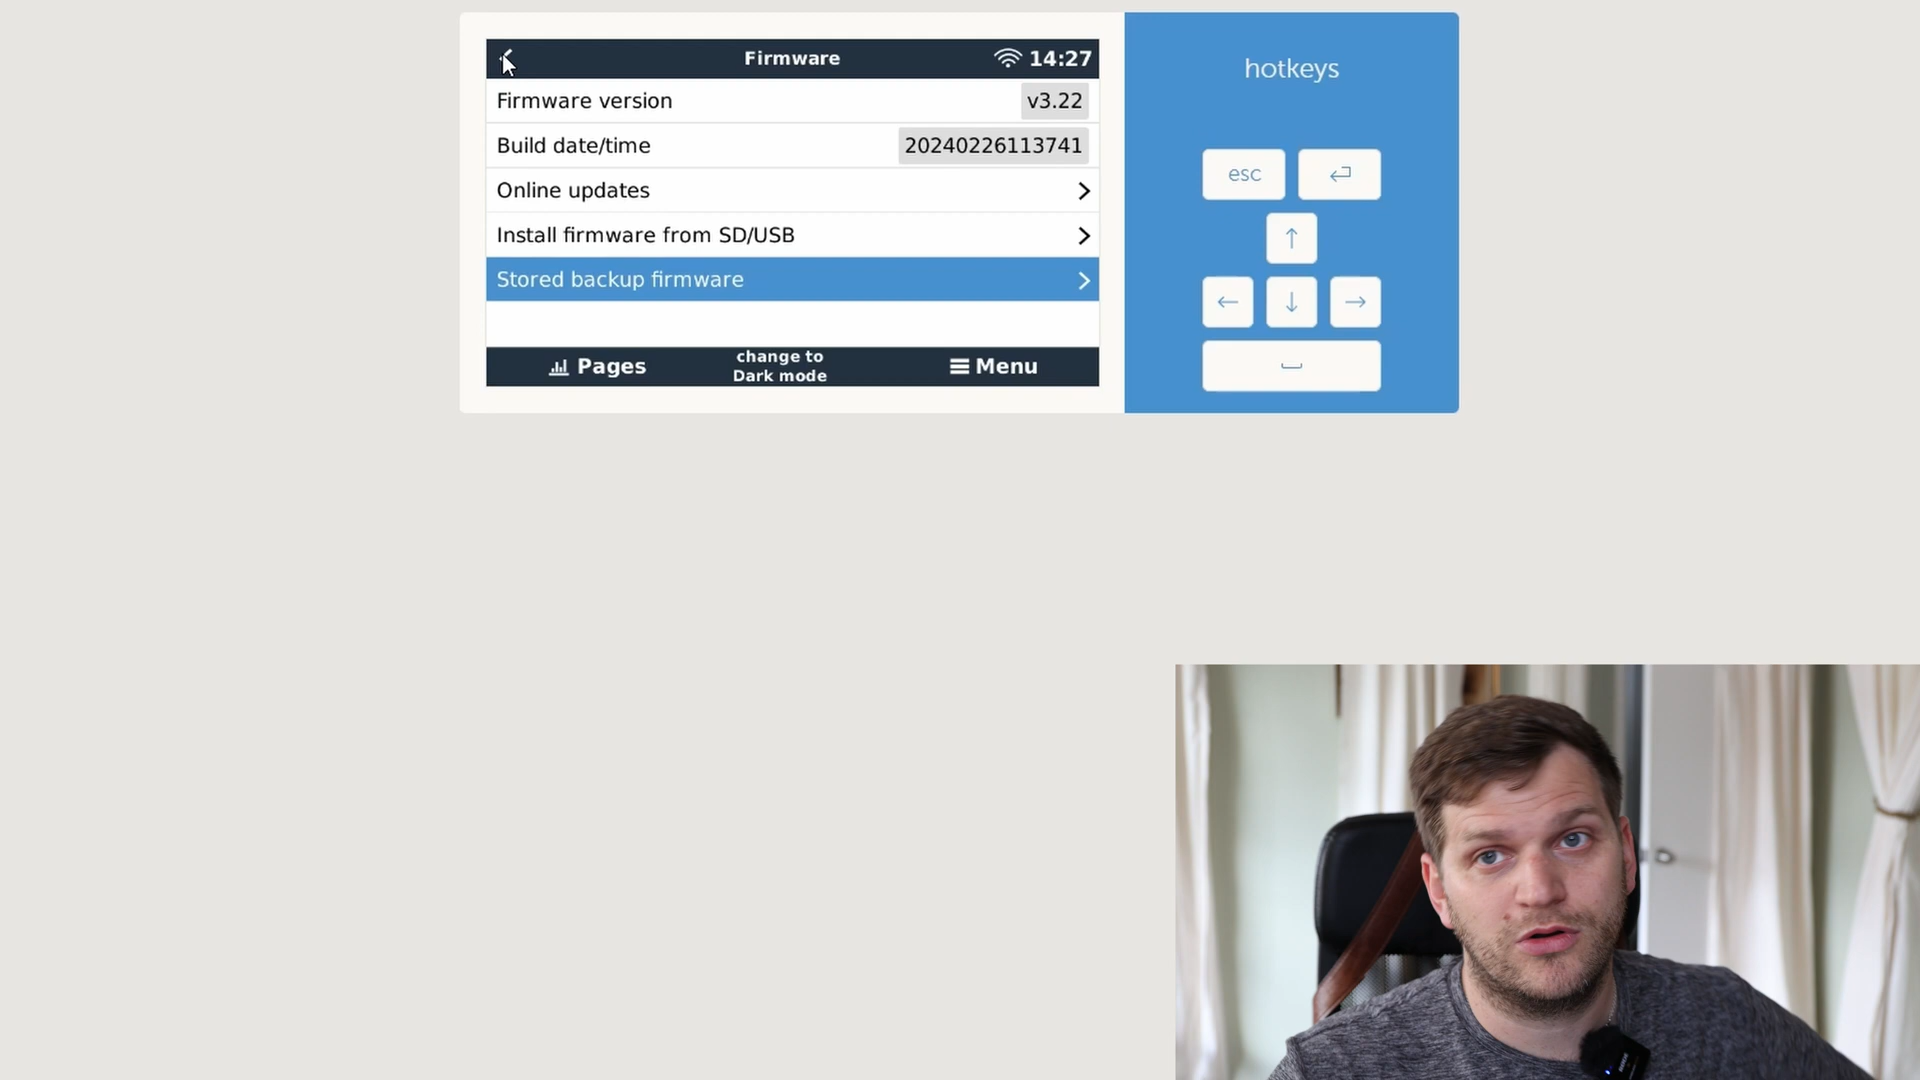 Firmware 14:27
Firmware version v3.22
Build date/time 20240226113741
Online updates
Install firmware from SD/USB
Stored backup firmware
Pages change to Dark mode Menu
hotkeys
esc